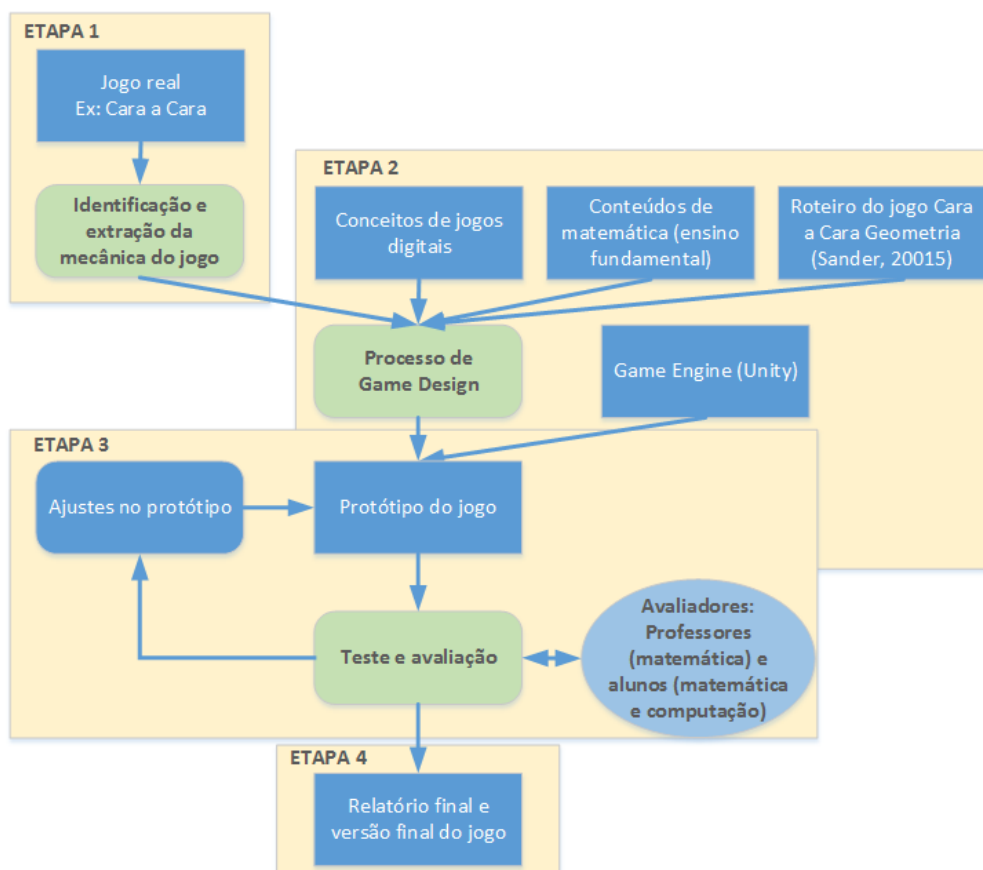 ETAPA 1
Jogo real
Ex: Cara a Cara
Identificação e
extração da
mecânica do jogo
ETAPA 2
Conceitos de jogos
digitais
Conteúdos de
matemática (ensino
fundamental)
Roteiro do jogo Cara
a Cara Geometria
(Sander, 20015)
Processo de
Game Design
Game Engine (Unity)
ETAPA 3
Ajustes no protótipo
Protótipo do jogo
Teste e avaliação
Avaliadores:
Professores
(matemática) e
alunos (matemática
e computação)
ETAPA 4
Relatório final e
versão final do jogo